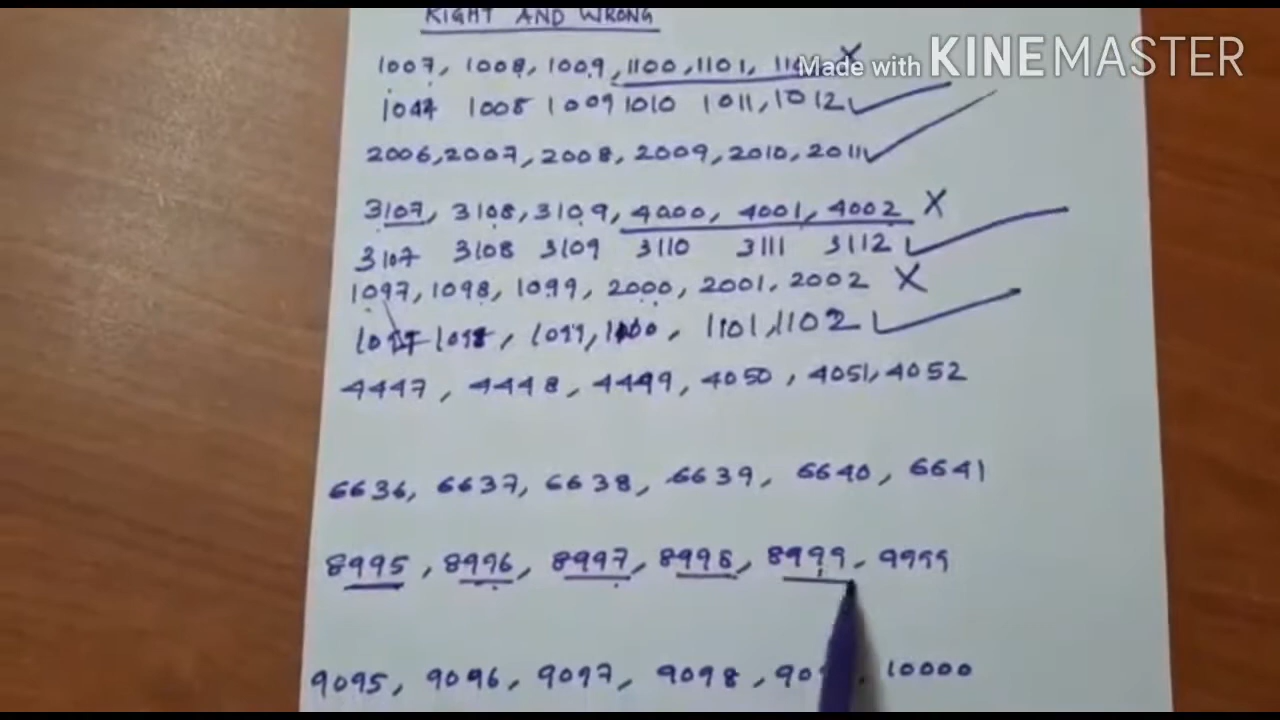 RIGHT AND WRONG
1007, 1008, 1009, 1100, 1101, X
Made with KINEMASTER
1007 1008 1009 1010 1011, 1012
2006, 2007, 2008, 2009, 2010, 2011
3107, 3108, 3109, 4000, 4001, 4002 X
3107 3108 3109 3110 3111 3112
1097, 1098, 1099, 2000, 2001, 2002 X
1097 1098, 1099, 1100, 1101, 1102
4447, 4448, 4449, 4050, 4051, 4052
6636, 6637, 6638, 6639, 6640, 6641
8995, 8996, 8997, 8998, 8999, 9999
9095, 9096, 9097, 9098, 10000